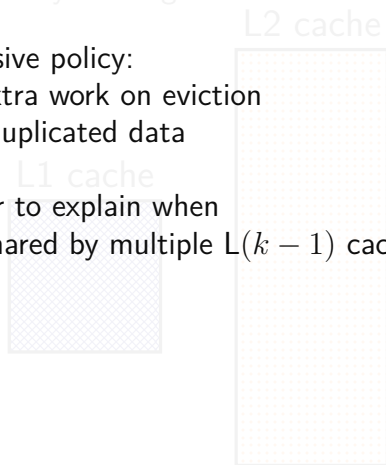 L2 cache
sive policy:
xtra work on eviction
uplicated data
L1 cache
r to explain when
hared by multiple L(k − 1) cac